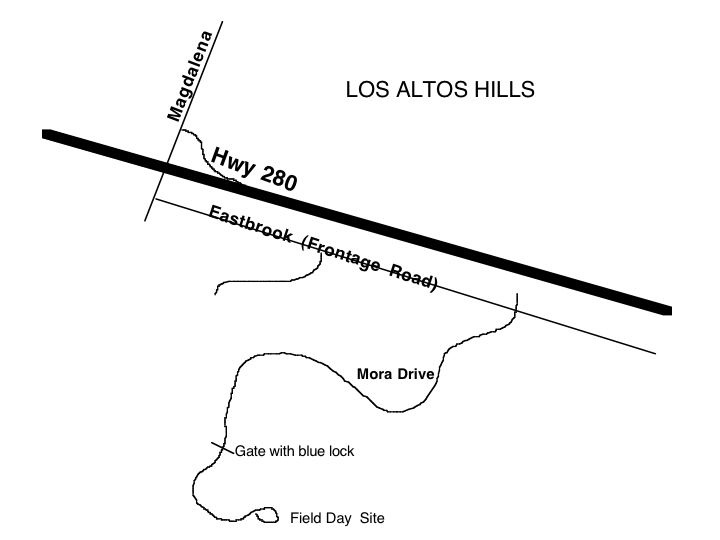 Magdalena
LOS ALTOS HILLS
Hwy 280
Eastbrook (Frontage Road)
Mora Drive
Gate with blue lock
Field Day Site